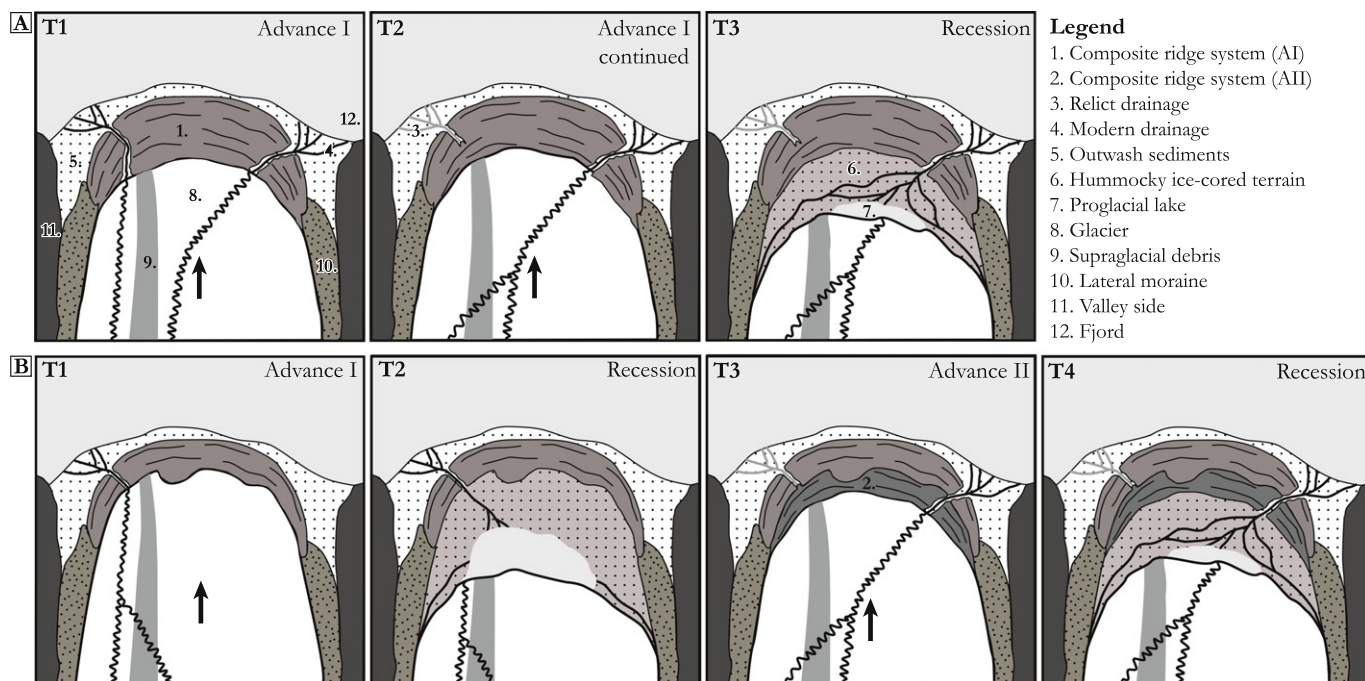 A
T1
Advance I
1.
3.
4.
5.
8.
9.
10.
11.
12.
T2
Advance I
continued
3.
T3
Recession
6.
7.
Legend
1. Composite ridge system (AI)
2. Composite ridge system (AII)
3. Relict drainage
4. Modern drainage
5. Outwash sediments
6. Hummocky ice-cored terrain
7. Proglacial lake
8. Glacier
9. Supraglacial debris
10. Lateral moraine
11. Valley side
12. Fjord
B
T1
Advance I
T2
Recession
T3
Advance II
2.
T4
Recession